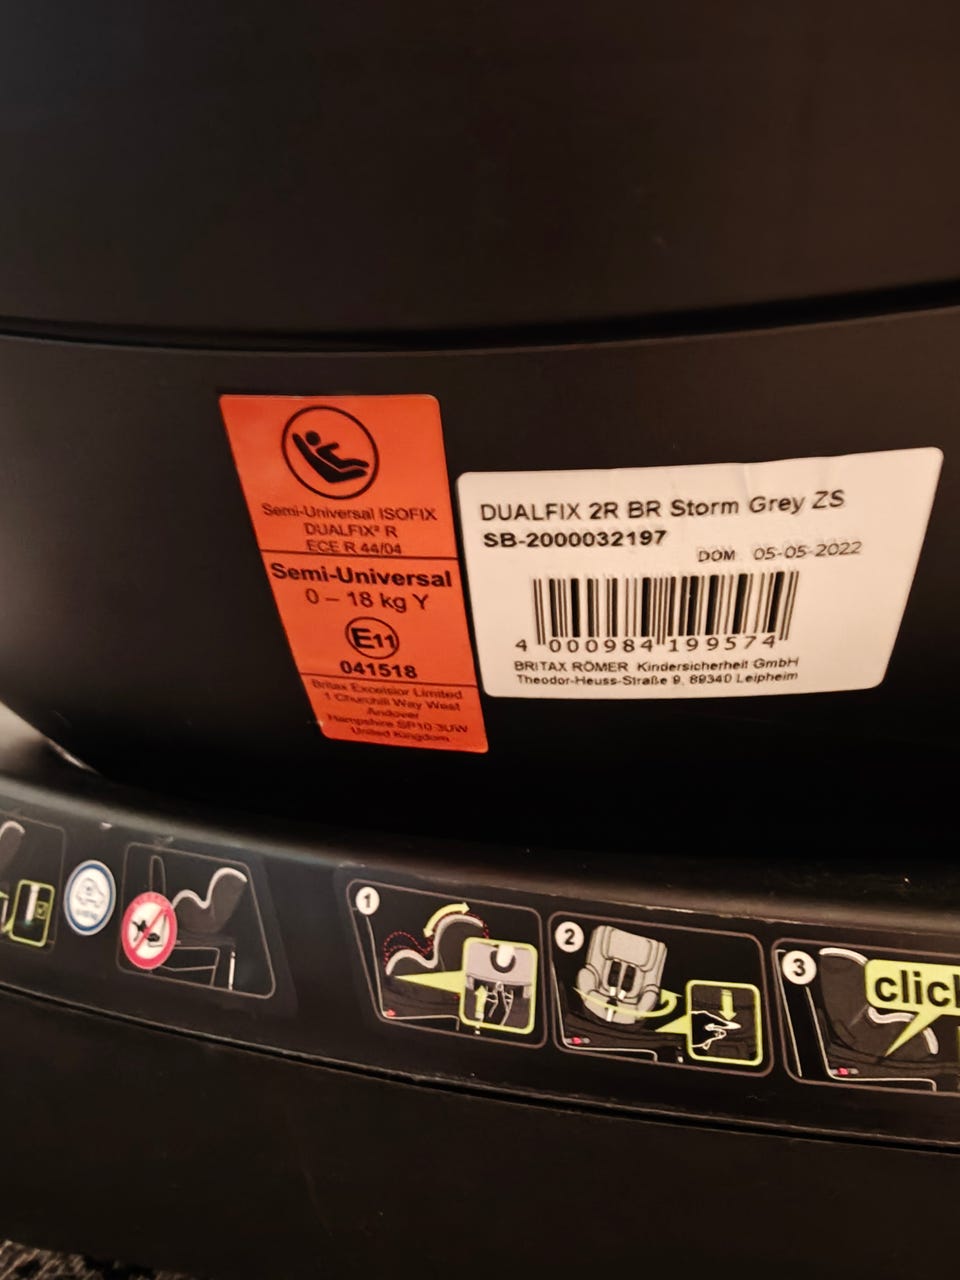 Semi-Universal ISOFIX
DUALFIX² R
ECE R 44/04
Semi-Universal
0 – 18 kg Y
E11
041518
Britax Excelsior Limited
1 Churchill Way West
Andover
Hampshire SP10 3UW
United Kingdom
DUALFIX 2R BR Storm Grey ZS
SB-2000032197
DOM 05-05-2022
4 000984 199574
BRITAX RÖMER Kindersicherheit GmbH
Theodor-Heuss-Straße 9, 89340 Leipheim
1
2
3
click